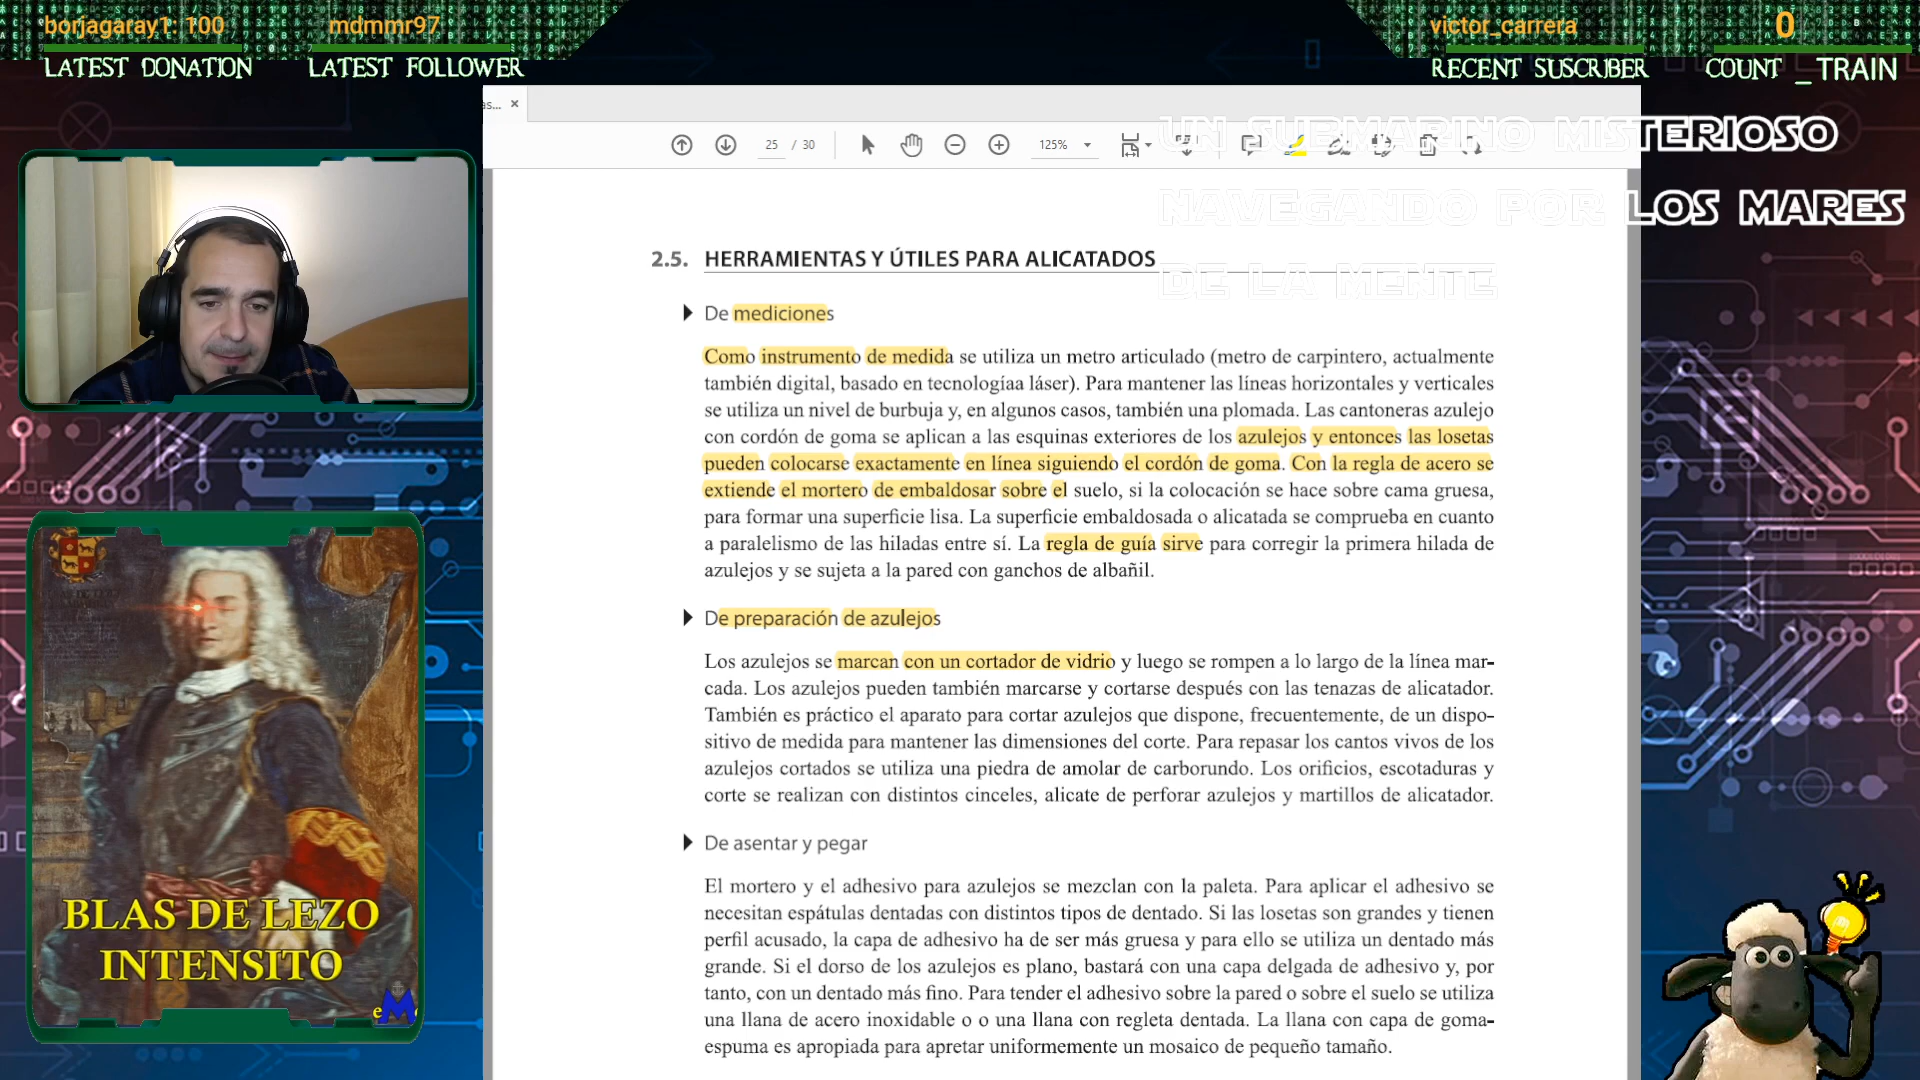 borjagaray1: 100
mdmmr97
victor_carrera
0
LATEST DONATION
LATEST FOLLOWER
RECENT SUSCRIBER
COUNT _TRAIN
as...
25 / 30
125%
UN SUBMARINO MISTERIOSO
NAVEGANDO POR LOS MARES
DE LA MENTE
2.5. HERRAMIENTAS Y ÚTILES PARA ALICATADOS
De mediciones
Como instrumento de medida se utiliza un metro articulado (metro de carpintero, actualmente
también digital, basado en tecnologíaa láser). Para mantener las líneas horizontales y verticales
se utiliza un nivel de burbuja y, en algunos casos, también una plomada. Las cantoneras azulejo
con cordón de goma se aplican a las esquinas exteriores de los azulejos y entonces las losetas
pueden colocarse exactamente en línea siguiendo el cordón de goma. Con la regla de acero se
extiende el mortero de embaldosar sobre el suelo, si la colocación se hace sobre cama gruesa,
para formar una superficie lisa. La superficie embaldosada o alicatada se comprueba en cuanto
a paralelismo de las hiladas entre sí. La regla de guía sirve para corregir la primera hilada de
azulejos y se sujeta a la pared con ganchos de albañil.
De preparación de azulejos
Los azulejos se marcan con un cortador de vidrio y luego se rompen a lo largo de la línea mar-
cada. Los azulejos pueden también marcarse y cortarse después con las tenazas de alicatador.
También es práctico el aparato para cortar azulejos que dispone, frecuentemente, de un dispo-
sitivo de medida para mantener las dimensiones del corte. Para repasar los cantos vivos de los
azulejos cortados se utiliza una piedra de amolar de carborundo. Los orificios, escotaduras y
corte se realizan con distintos cinceles, alicate de perforar azulejos y martillos de alicatador.
De asentar y pegar
El mortero y el adhesivo para azulejos se mezclan con la paleta. Para aplicar el adhesivo se
necesitan espátulas dentadas con distintos tipos de dentado. Si las losetas son grandes y tienen
perfil acusado, la capa de adhesivo ha de ser más gruesa y para ello se utiliza un dentado más
grande. Si el dorso de los azulejos es plano, bastará con una capa delgada de adhesivo y, por
tanto, con un dentado más fino. Para tender el adhesivo sobre la pared o sobre el suelo se utiliza
una llana de acero inoxidable o o una llana con regleta dentada. La llana con capa de goma-
espuma es apropiada para apretar uniformemente un mosaico de pequeño tamaño.
BLAS DE LEZO
INTENSITO